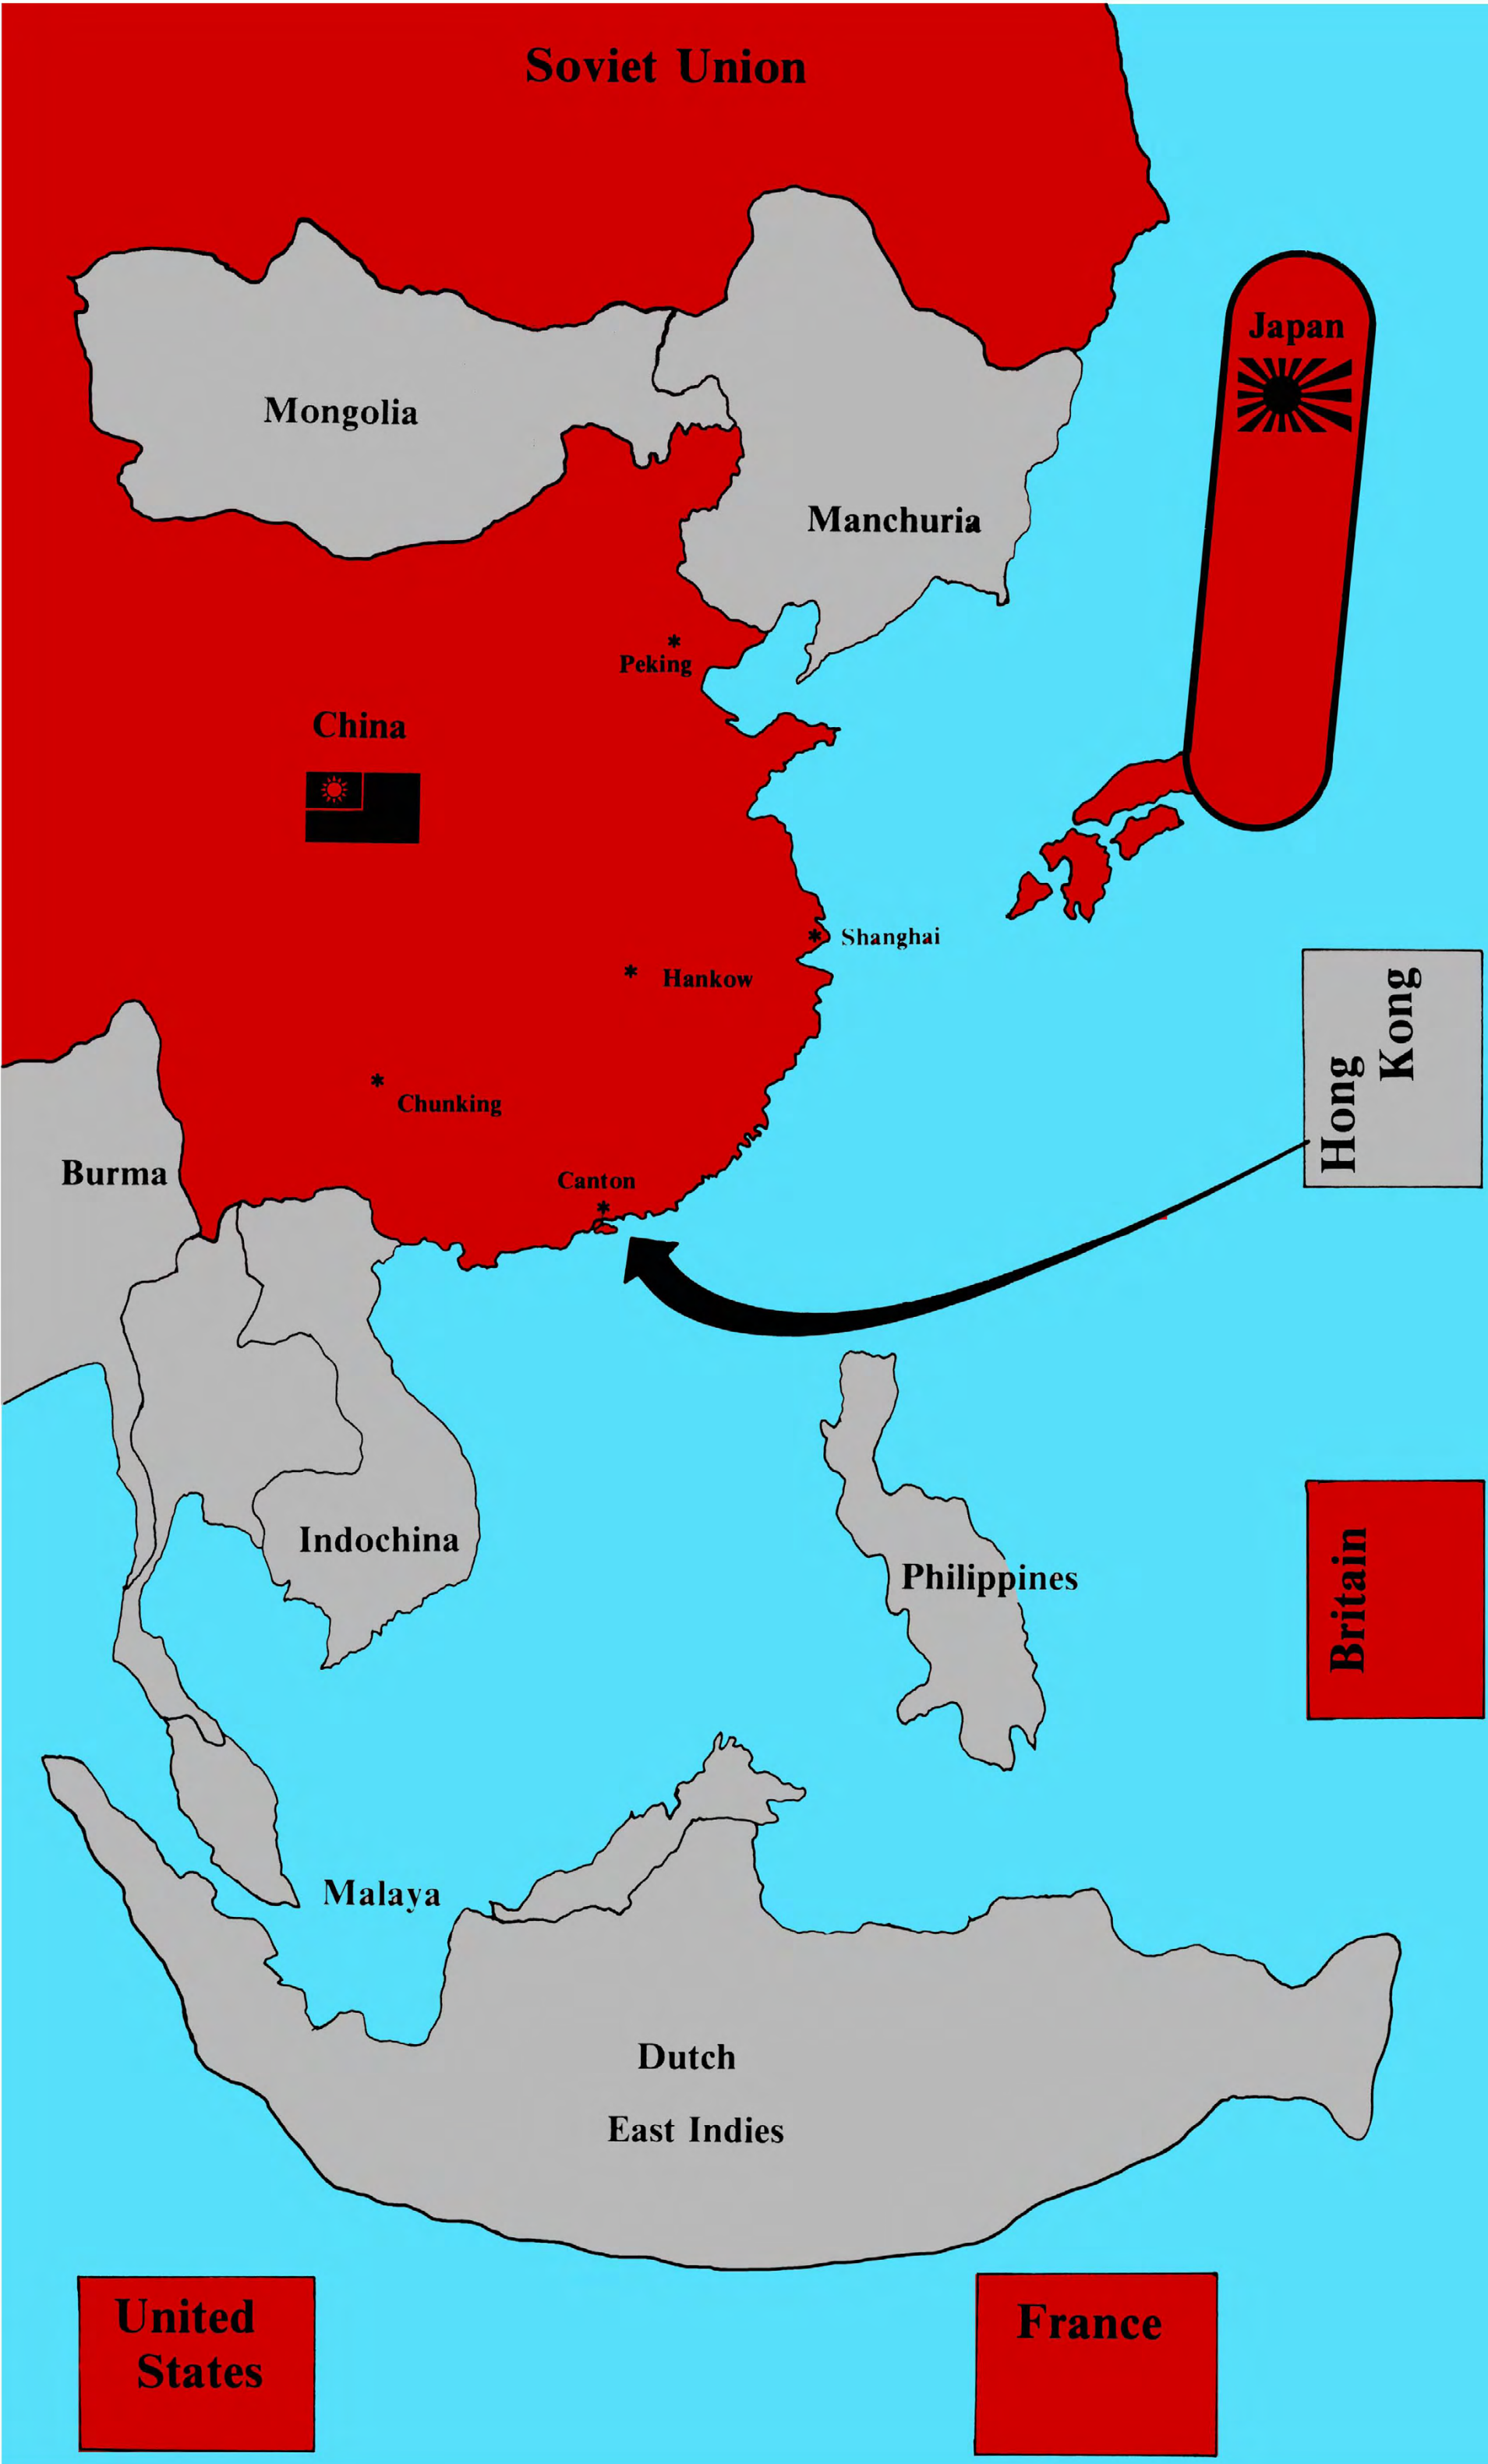 Soviet Union
Japan
Mongolia
Manchuria
Peking
China
Shanghai
Hankow
Hong
Kong
Chunking
Burma
Canton
Indochina
Philippines
Britain
Malaya
Dutch
East Indies
United
States
France